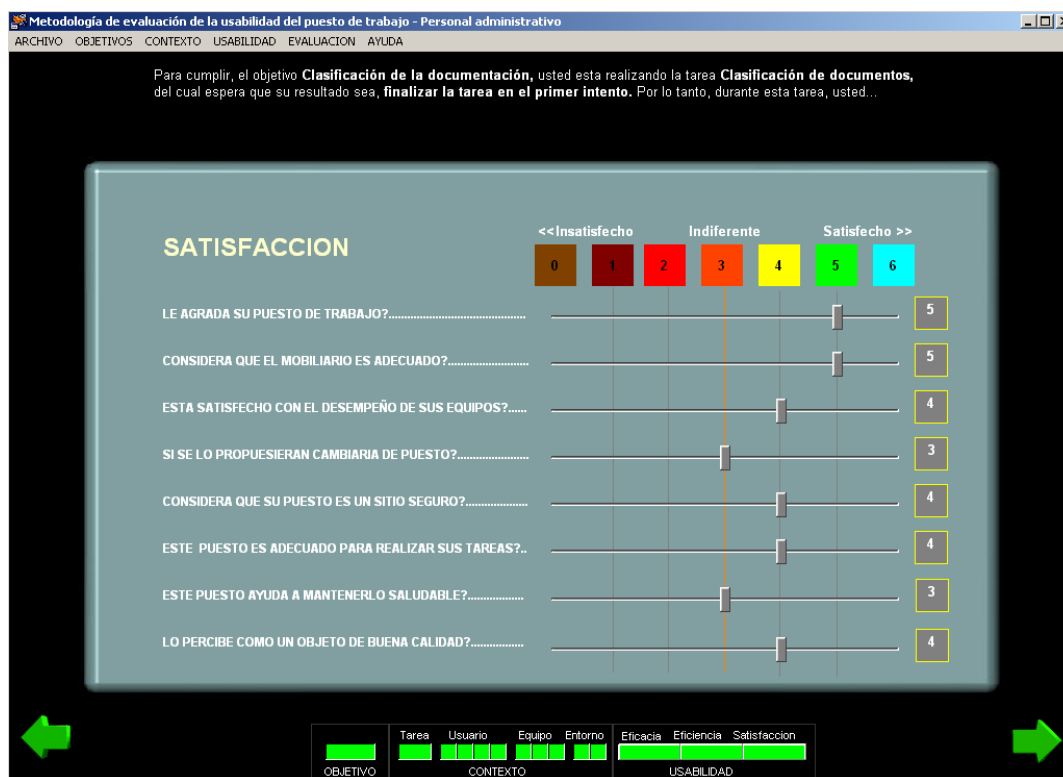 Metodología de evaluación de la usabilidad del puesto de trabajo - Personal administrativo
ARCHIVO OBJETIVOS CONTEXTO USABILIDAD EVALUACION AYUDA
Para cumplir, el objetivo Clasificación de la documentación, usted esta realizando la tarea Clasificación de documentos,
del cual espera que su resultado sea, finalizar la tarea en el primer intento. Por lo tanto, durante esta tarea, usted...
<<Insatisfecho Indiferente Satisfecho >>
SATISFACCION
0 1 2 3 4 5 6
LE AGRADA SU PUESTO DE TRABAJO?.............................................. 5
CONSIDERA QUE EL MOBILIARIO ES ADECUADO?........................... 5
ESTA SATISFECHO CON EL DESEMPEÑO DE SUS EQUIPOS?...... 4
SI SE LO PROPUESIERAN CAMBIARIA DE PUESTO?........................ 3
CONSIDERA QUE SU PUESTO ES UN SITIO SEGURO?..................... 4
ESTE PUESTO ES ADECUADO PARA REALIZAR SUS TAREAS?.. 4
ESTE PUESTO AYUDA A MANTENERLO SALUDABLE?................... 3
LO PERCIBE COMO UN OBJETO DE BUENA CALIDAD?.................. 4
Tarea Usuario Equipo Entorno Eficacia Eficiencia Satisfaccion
OBJETIVO CONTEXTO USABILIDAD